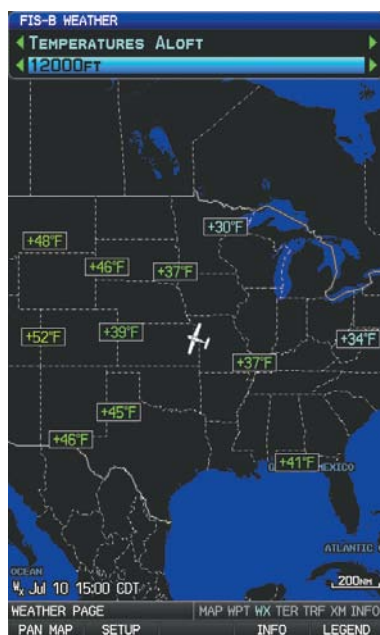 FIS-B WEATHER
TEMPERATURES ALOFT
12000FT
+30°F
+48°F
+46°F
+37°F
+52°F
+39°F
+34°F
+37°F
+45°F
+46°F
+41°F
MEXICO
OCEAN
ATLANTIC
Wx Jul 10 15:00 CDT
200NM
WEATHER PAGE MAP WPT WX TER TRF XM INFO
PAN MAP SETUP INFO LEGEND